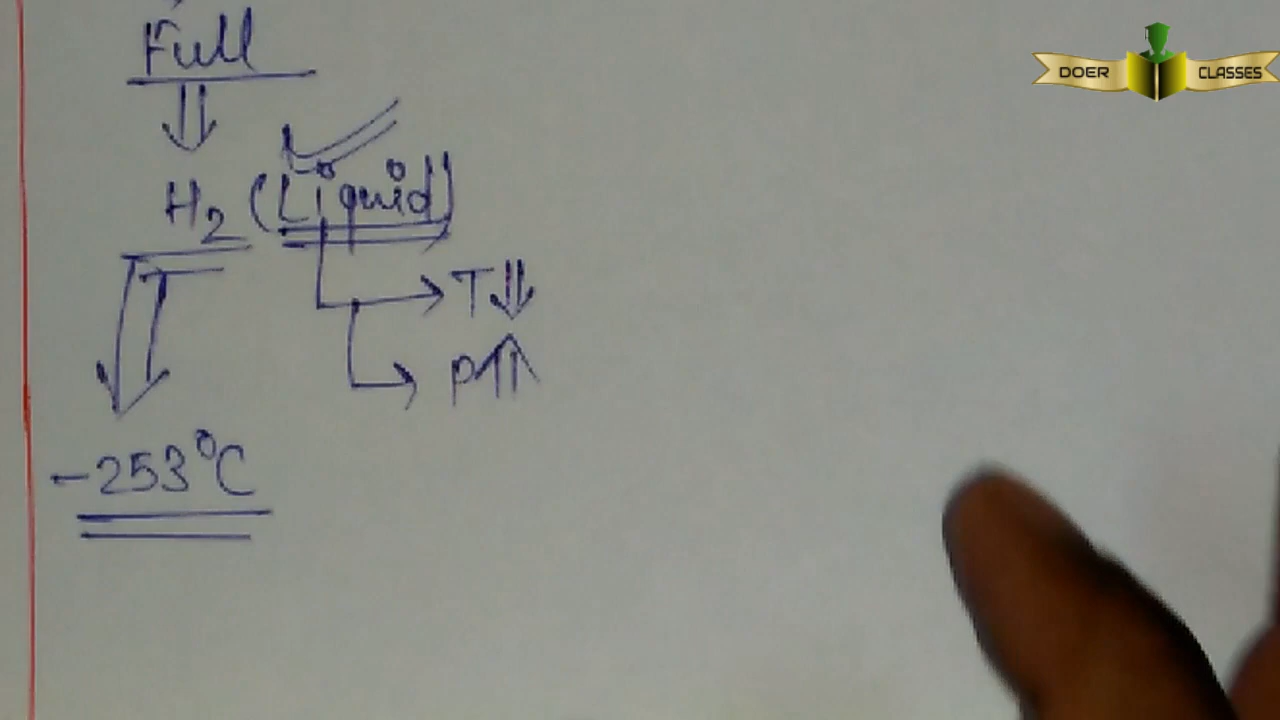 Full
⇓
H₂ (Liquid)
→ T⇓
→ P⇑
-253°C
DOER CLASSES